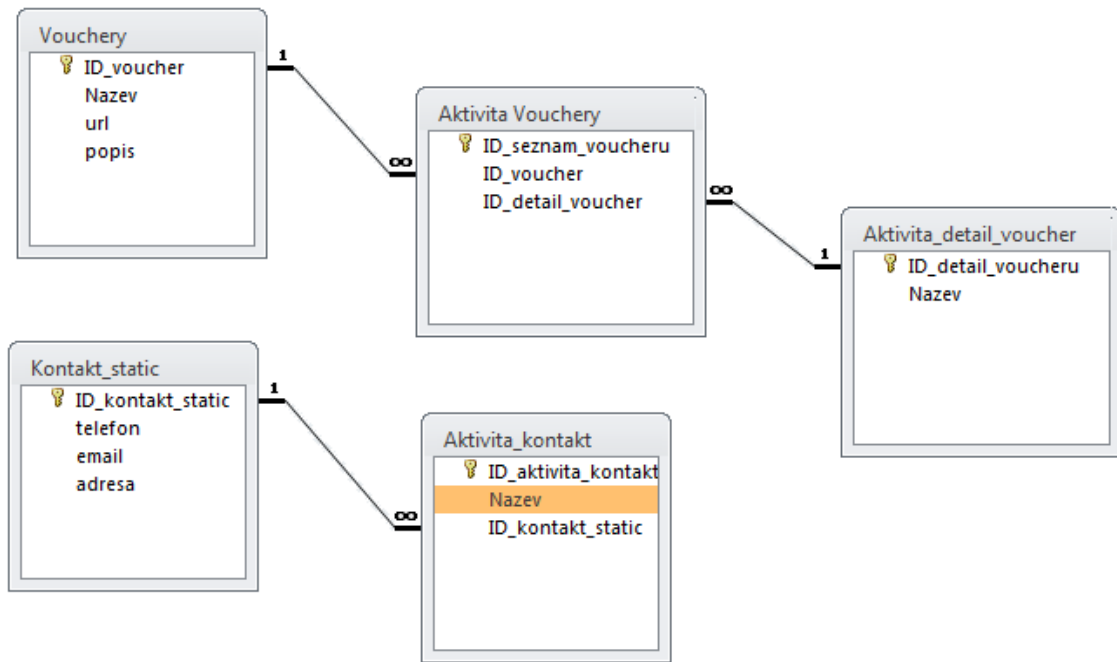 Vouchery
ID_voucher
Nazev
url
popis
1
∞
Aktivita Vouchery
ID_seznam_voucheru
ID_voucher
ID_detail_voucher
∞
1
Aktivita_detail_voucher
ID_detail_voucheru
Nazev
Kontakt_static
ID_kontakt_static
telefon
email
adresa
1
∞
Aktivita_kontakt
ID_aktivita_kontakt
Nazev
ID_kontakt_static